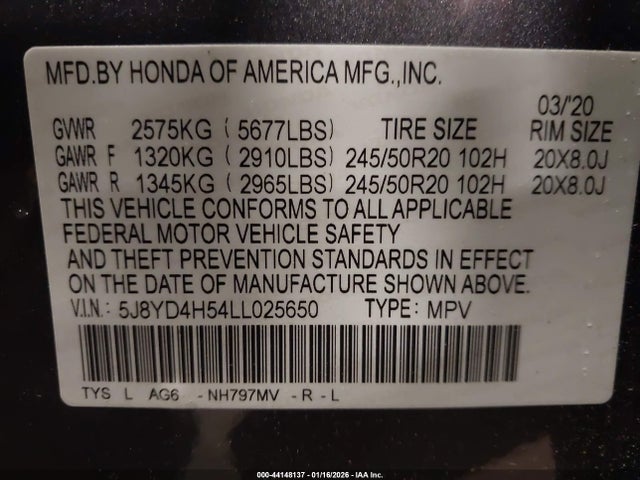 MFD.BY HONDA OF AMERICA MFG.,INC.
03/'20
GVWR 2575KG ( 5677LBS) TIRE SIZE RIM SIZE
GAWR F 1320KG ( 2910LBS) 245/50R20 102H 20X8.0J
GAWR R 1345KG ( 2965LBS) 245/50R20 102H 20X8.0J
THIS VEHICLE CONFORMS TO ALL APPLICABLE
FEDERAL MOTOR VEHICLE SAFETY
AND THEFT PREVENTION STANDARDS IN EFFECT
ON THE DATE OF MANUFACTURE SHOWN ABOVE.
V.I.N.: 5J8YD4H54LL025650 TYPE: MPV
TYS L AG6 -NH797MV -R -L
000-44148137 - 01/16/2026 - IAA Inc.